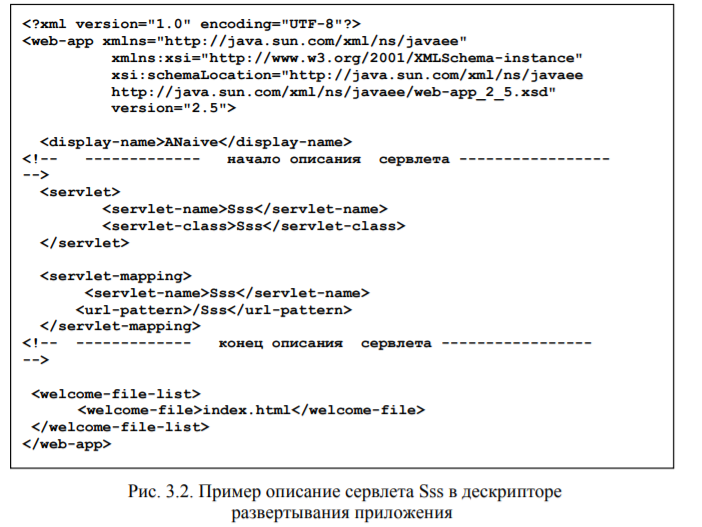 <?xml version="1.0" encoding="UTF-8"?>
<web-app xmlns="http://java.sun.com/xml/ns/javaee"
xmlns:xsi="http://www.w3.org/2001/XMLSchema-instance"
xsi:schemaLocation="http://java.sun.com/xml/ns/javaee
http://java.sun.com/xml/ns/javaee/web-app_2_5.xsd"
version="2.5">
<display-name>ANaive</display-name>
<!-- ------------- начало описания сервлета -----------------
-->
<servlet>
<servlet-name>Sss</servlet-name>
<servlet-class>Sss</servlet-class>
</servlet>
<servlet-mapping>
<servlet-name>Sss</servlet-name>
<url-pattern>/Sss</url-pattern>
</servlet-mapping>
<!-- ------------- конец описания сервлета -----------------
-->
<welcome-file-list>
<welcome-file>index.html</welcome-file>
</welcome-file-list>
</web-app>
Рис. 3.2. Пример описание сервлета Sss в дескрипторе
развертывания приложения